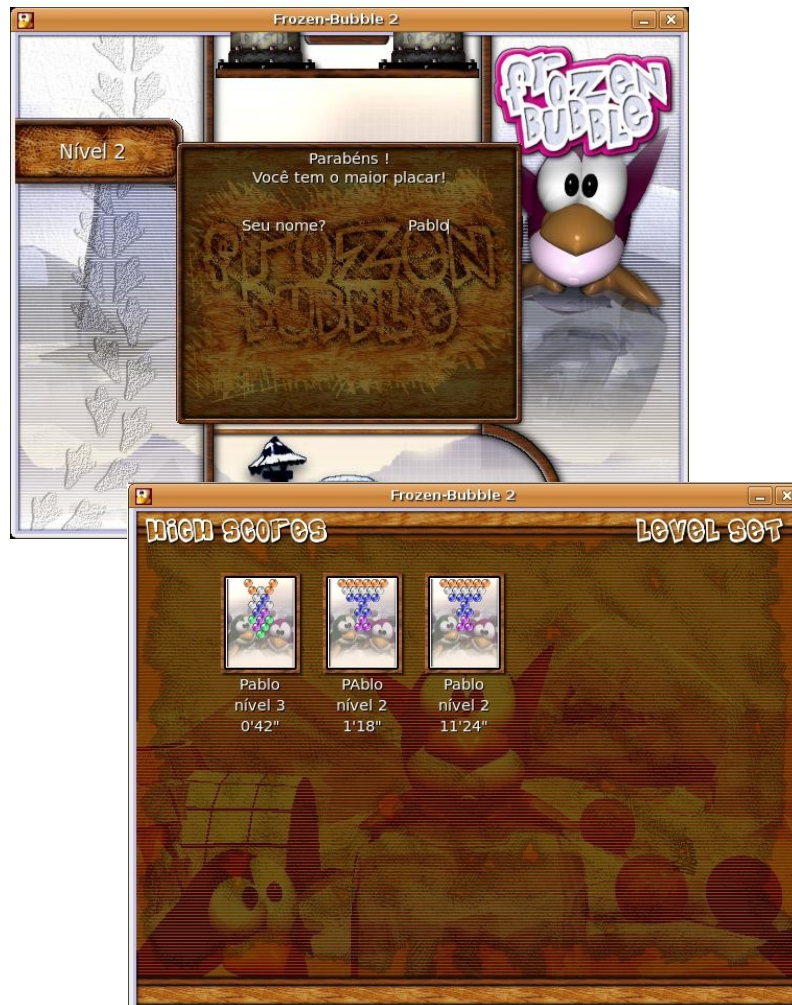 Frozen-Bubble 2
FROZEN
BUBBLE
Nível 2
Parabéns !
Você tem o maior placar!
Seu nome? Pablo
FROZEN
BUBBLE
Frozen-Bubble 2
HIGH SCORES LEVEL SET
Pablo PAblo Pablo
nível 3 nível 2 nível 2
0'42" 1'18" 11'24"